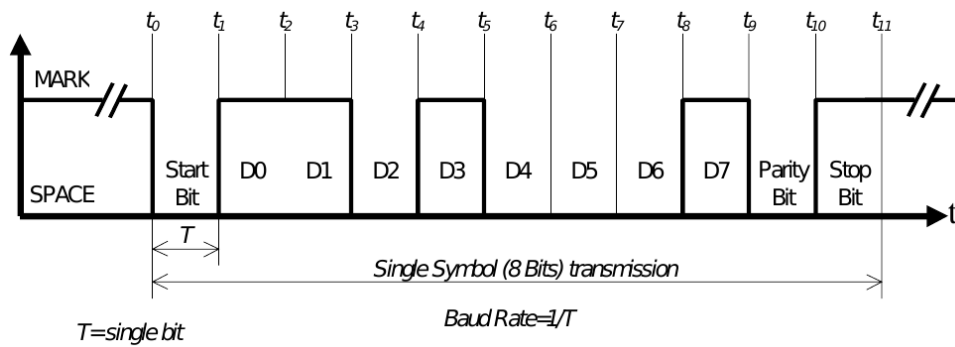 t0 t1 t2 t3 t4 t5 t6 t7 t8 t9 t10 t11
MARK
Start Bit D0 D1 D2 D3 D4 D5 D6 D7 Parity Bit Stop Bit
SPACE
t
T
Single Symbol (8 Bits) transmission
T=single bit
Baud Rate=1/T